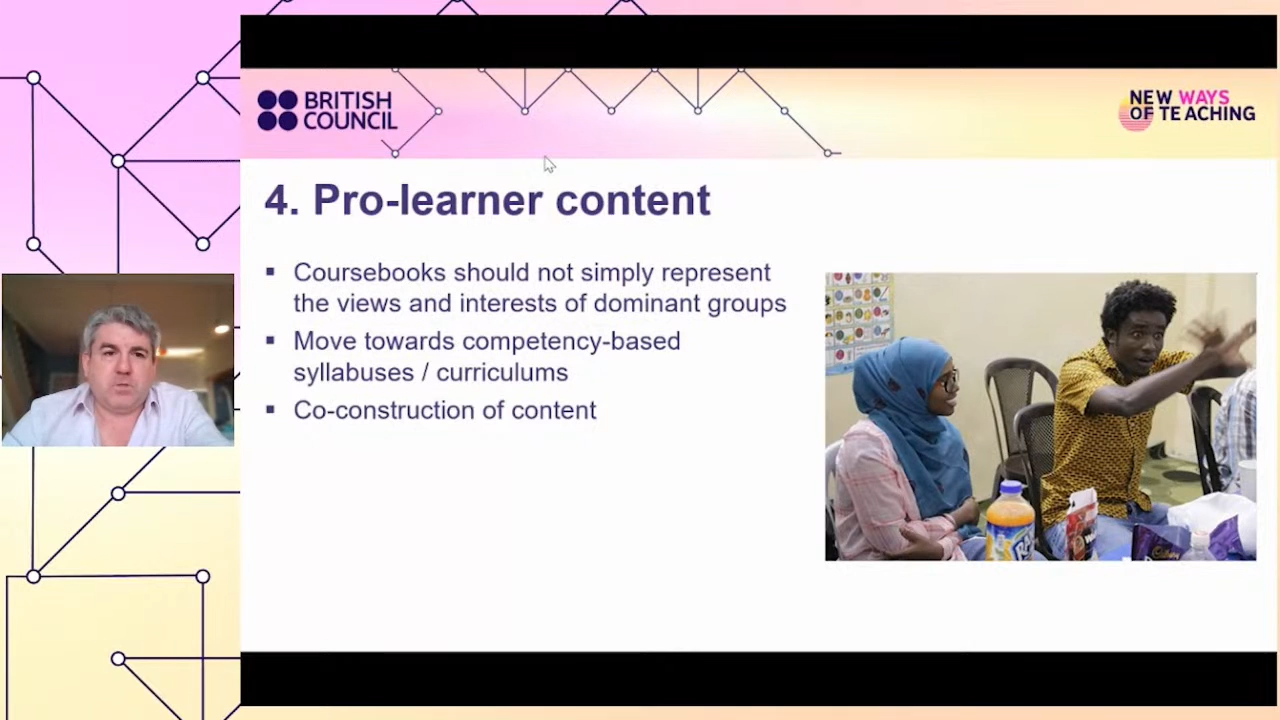 BRITISH
COUNCIL
NEW WAYS
OF TEACHING
4. Pro-learner content
▪ Coursebooks should not simply represent
the views and interests of dominant groups
▪ Move towards competency-based
syllabuses / curriculums
▪ Co-construction of content
Cadbury